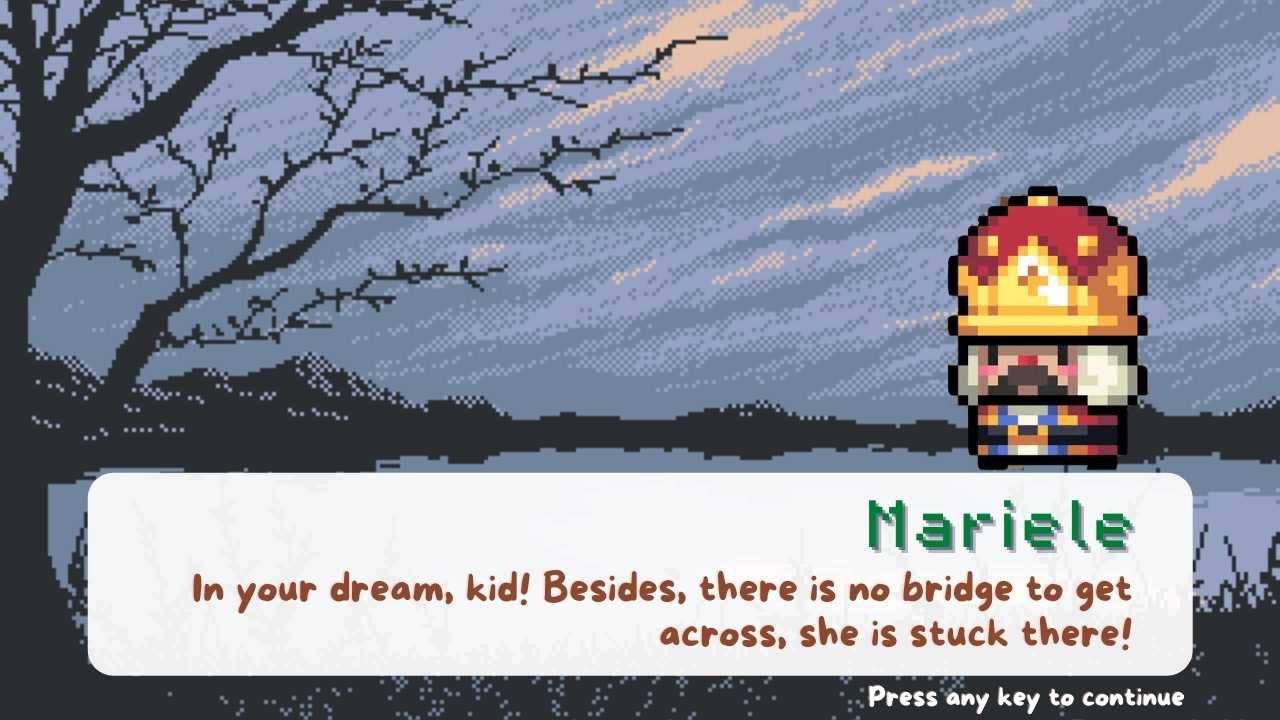 Mariele
In your dream, kid! Besides, there is no bridge to get
across, she is stuck there!
Press any key to continue